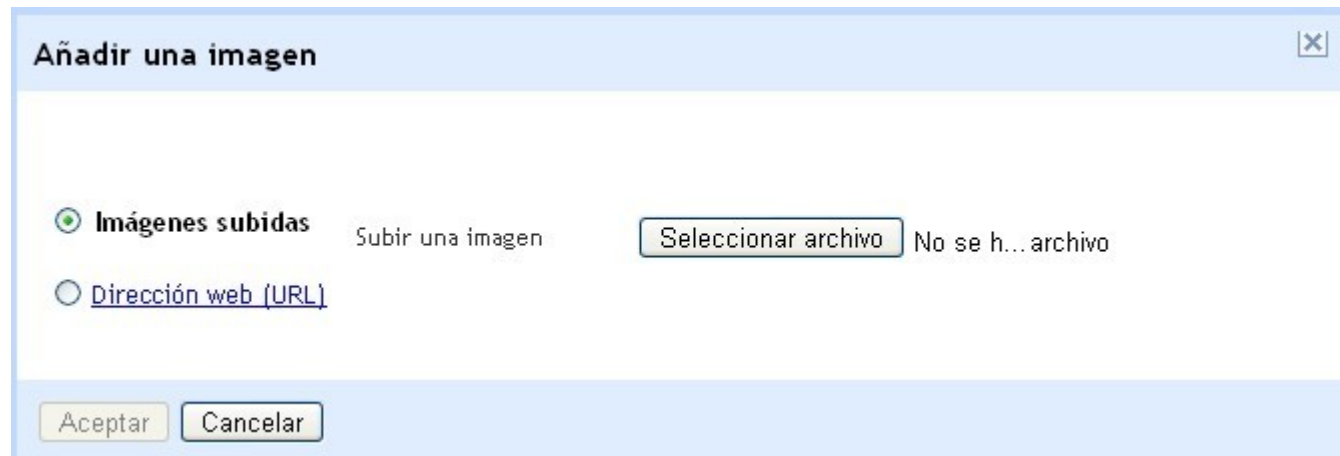 Añadir una imagen
Imágenes subidas
Subir una imagen
Seleccionar archivo
No se h... archivo
Dirección web (URL)
Aceptar
Cancelar